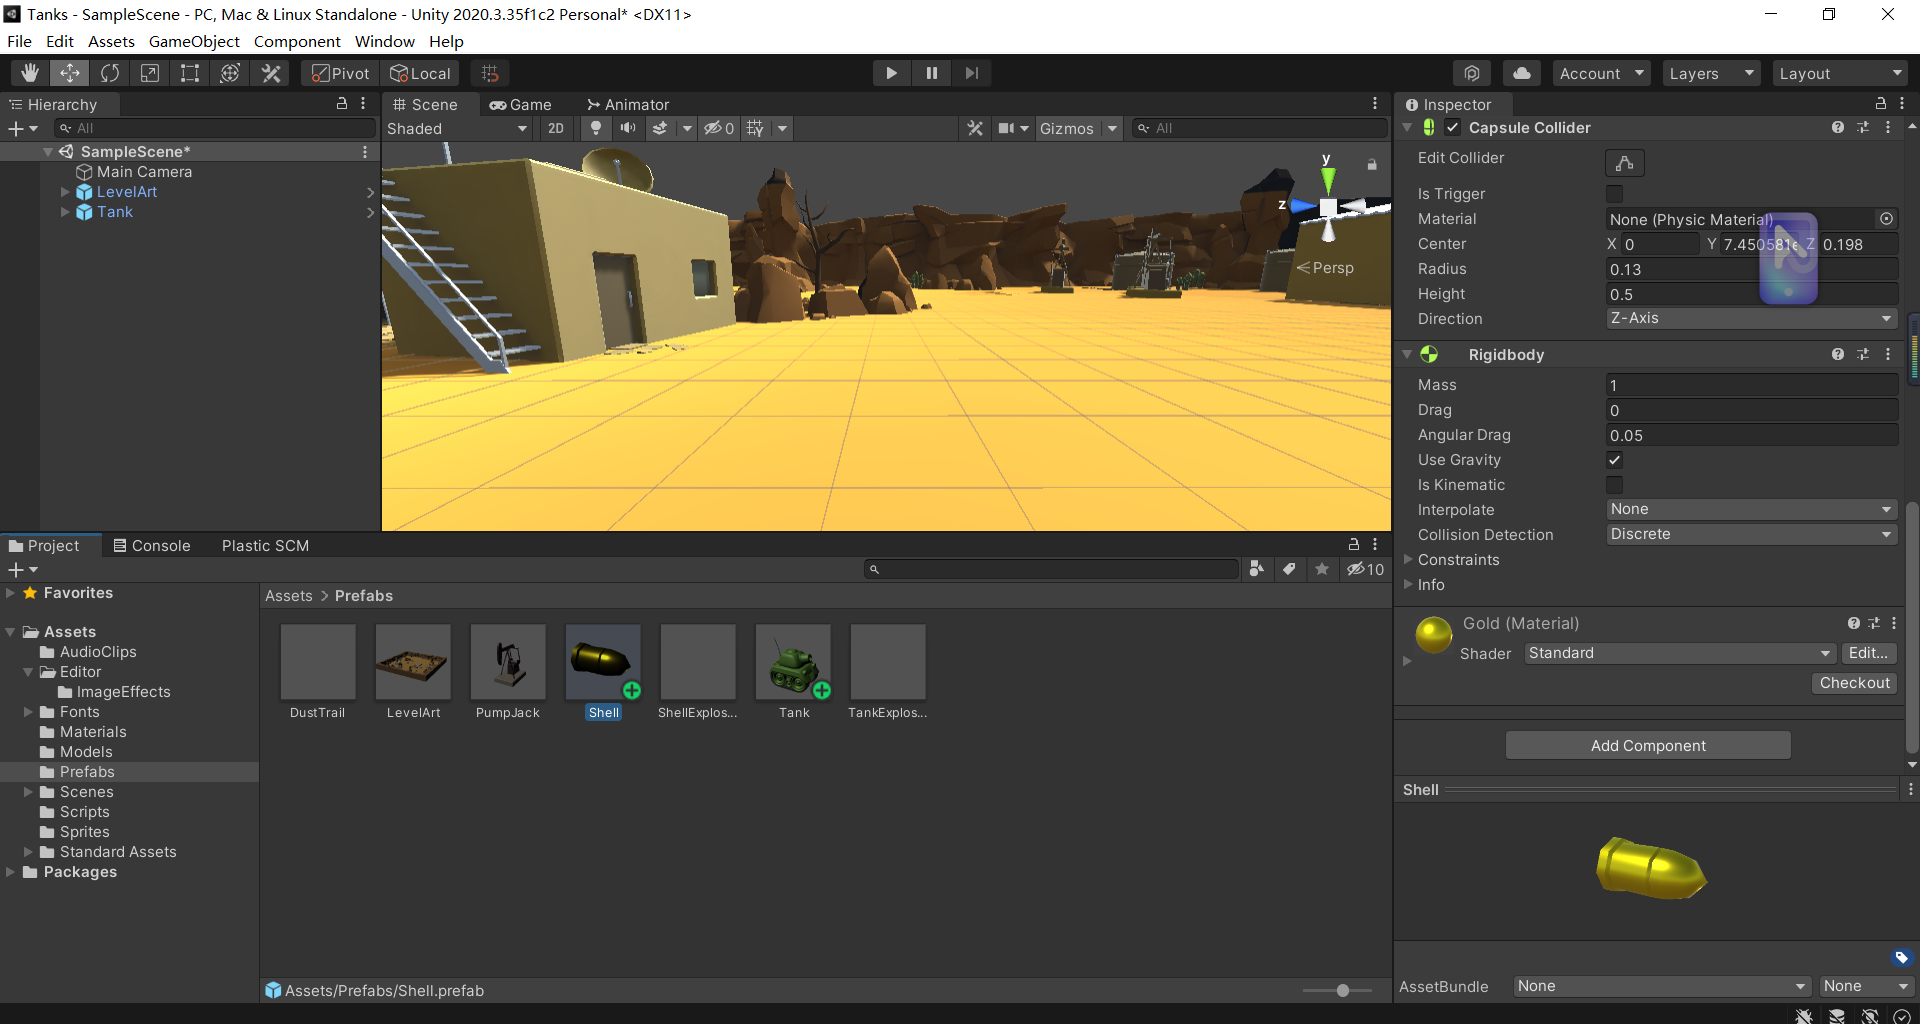 Tanks - SampleScene - PC, Mac & Linux Standalone - Unity 2020.3.35f1c2 Personal* <DX11>
File Edit Assets GameObject Component Window Help
Pivot Local Account Layers Layout
Hierarchy
All
SampleScene*
Main Camera
LevelArt
Tank
Scene Game Animator
Shaded 2D 0 Gizmos All
y
z
Persp
Inspector
Capsule Collider
Edit Collider
Is Trigger
Material None (Physic Material)
Center X 0 Y 7.450581e Z 0.198
Radius 0.13
Height 0.5
Direction Z-Axis
Rigidbody
Mass 1
Drag 0
Angular Drag 0.05
Use Gravity
Is Kinematic
Interpolate None
Collision Detection Discrete
Constraints
Info
Gold (Material)
Shader Standard Edit...
Checkout
Add Component
Shell
AssetBundle None None
Project Console Plastic SCM
10
Favorites
Assets
AudioClips
Editor
ImageEffects
Fonts
Materials
Models
Prefabs
Scenes
Scripts
Sprites
Standard Assets
Packages
Assets > Prefabs
DustTrail LevelArt PumpJack Shell ShellExplos... Tank TankExplos...
Assets/Prefabs/Shell.prefab